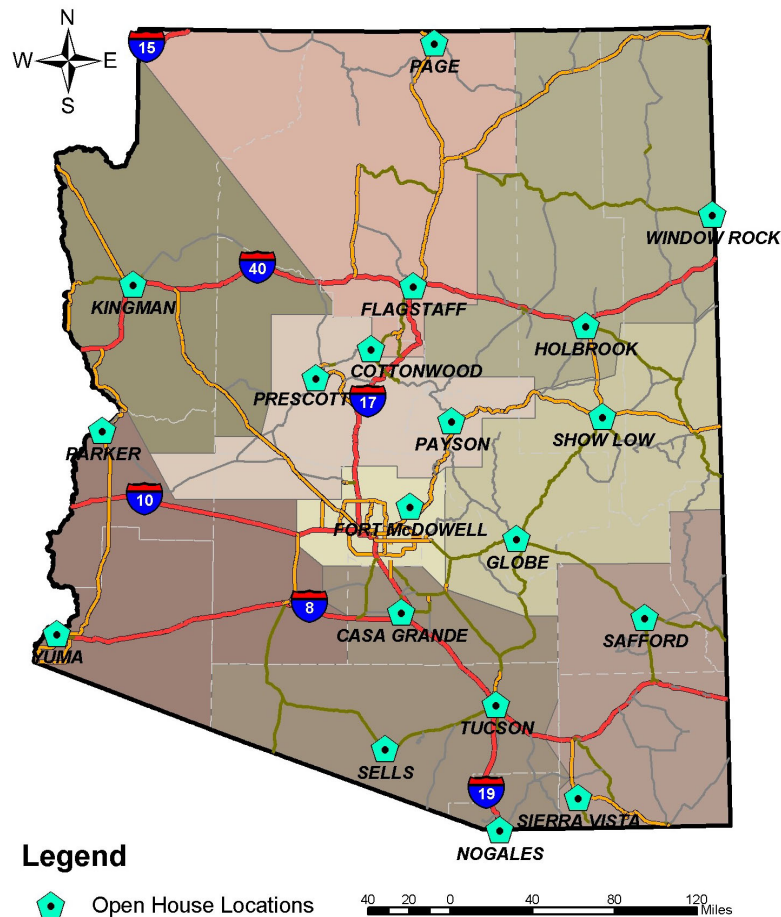 N
15
W E
PAGE
S
WINDOW ROCK
40
KINGMAN
FLAGSTAFF
HOLBROOK
COTTONWOOD
PRESCOTT
17
PARKER
PAYSON
SHOW LOW
10
FORT McDOWELL
GLOBE
8
CASA GRANDE
SAFFORD
YUMA
TUCSON
SELLS
19
SIERRA VISTA
NOGALES
Legend
Open House Locations
40 20 0 40 80 120 Miles